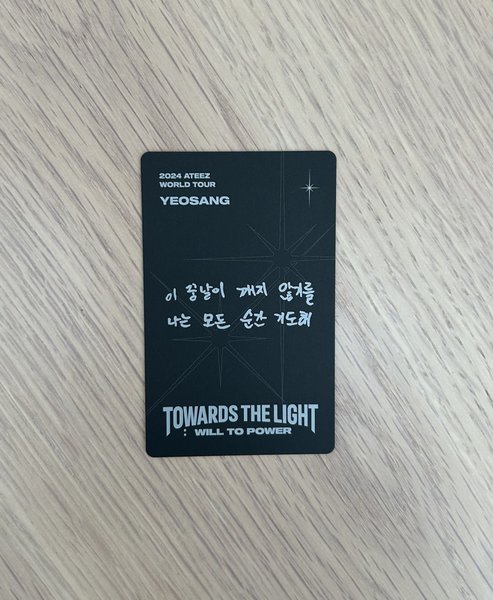 2024 ATEEZ
WORLD TOUR
YEOSANG
이 꿈날이 깨지 않기를
나는 모든 순간 기도해
TOWARDS THE LIGHT
: WILL TO POWER